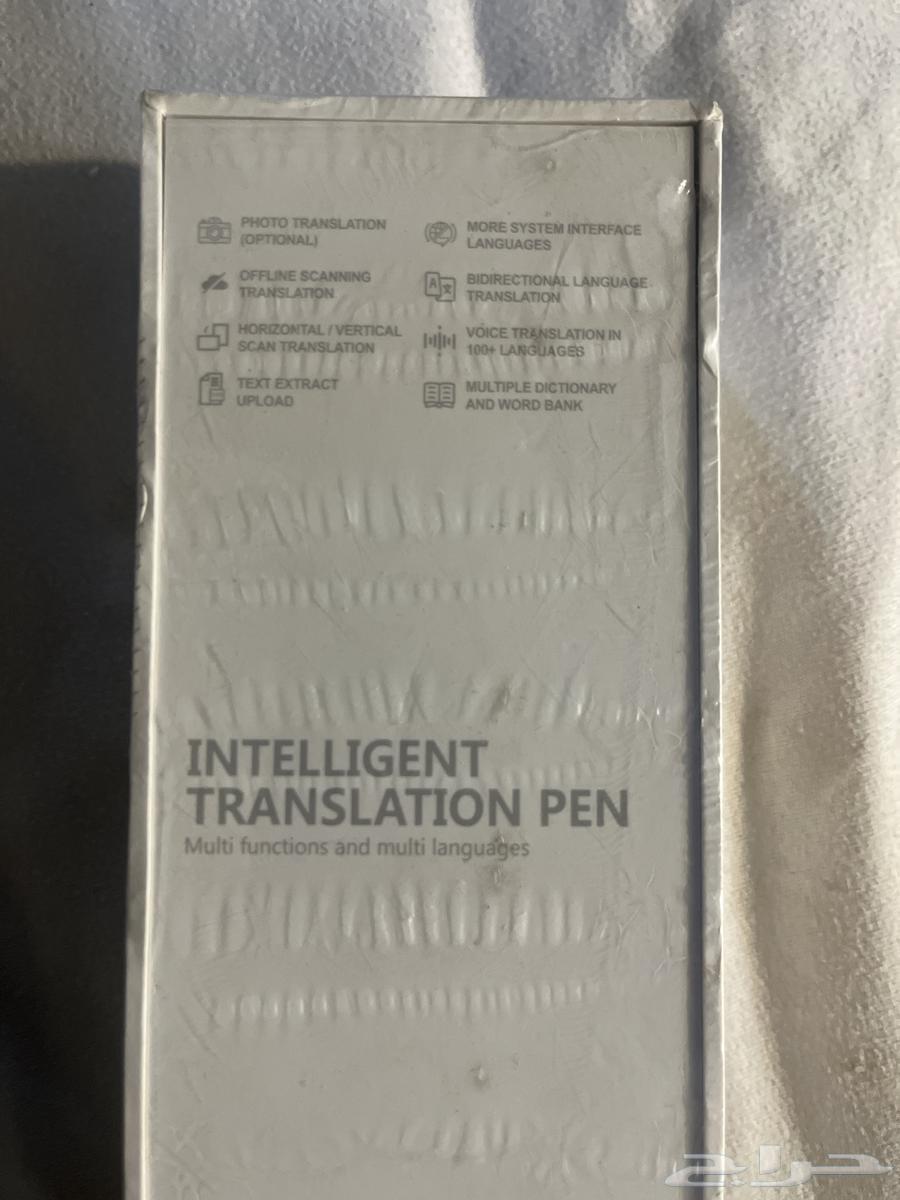 PHOTO TRANSLATION
(OPTIONAL)
OFFLINE SCANNING
TRANSLATION
HORIZONTAL / VERTICAL
SCAN TRANSLATION
TEXT EXTRACT
UPLOAD
MORE SYSTEM INTERFACE
LANGUAGES
BIDIRECTIONAL LANGUAGE
TRANSLATION
VOICE TRANSLATION IN
100+ LANGUAGES
MULTIPLE DICTIONARY
AND WORD BANK
INTELLIGENT
TRANSLATION PEN
Multi functions and multi languages
حراج